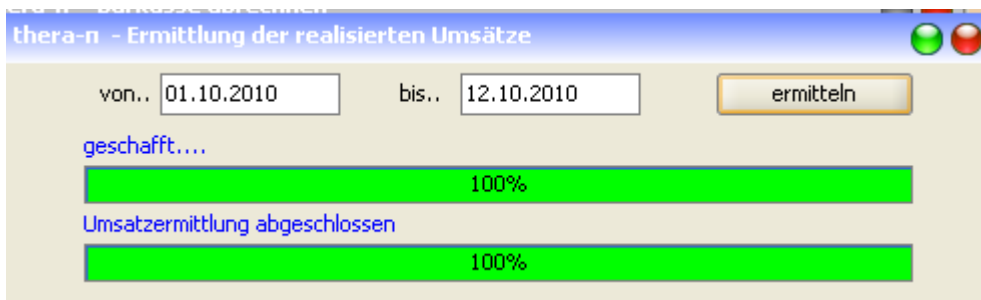 thera-π - Ermittlung der realisierten Umsätze
von.. 01.10.2010 bis.. 12.10.2010 ermitteln
geschafft....
100%
Umsatzermittlung abgeschlossen
100%